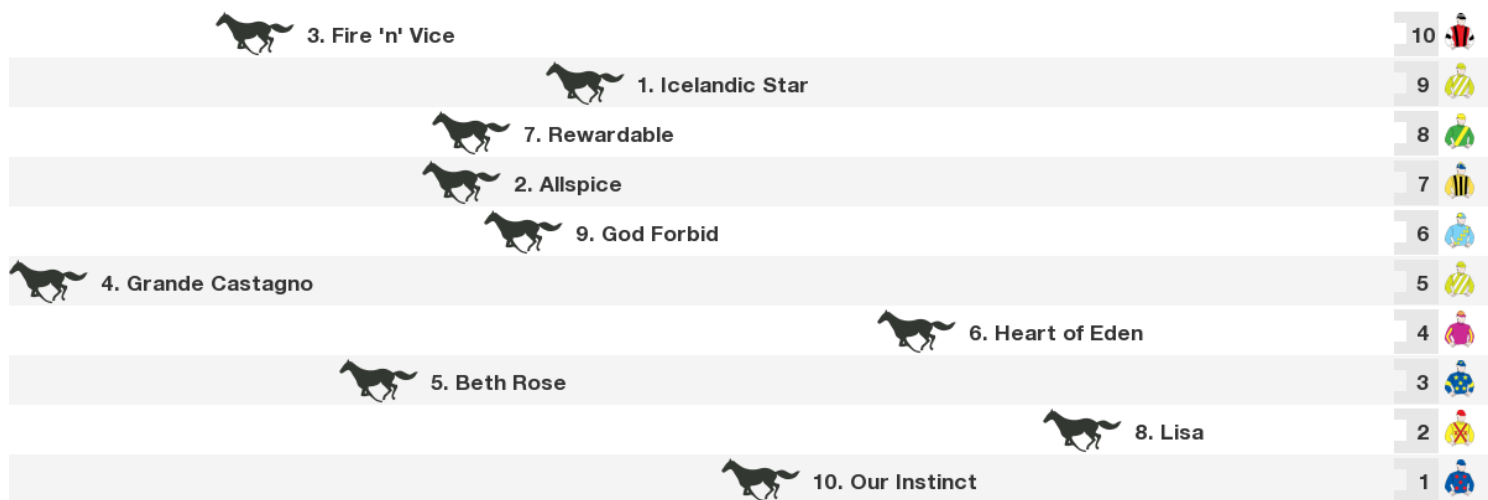 3. Fire 'n' Vice 10
1. Icelandic Star 9
7. Rewardable 8
2. Allspice 7
9. God Forbid 6
4. Grande Castagno 5
6. Heart of Eden 4
5. Beth Rose 3
8. Lisa 2
10. Our Instinct 1